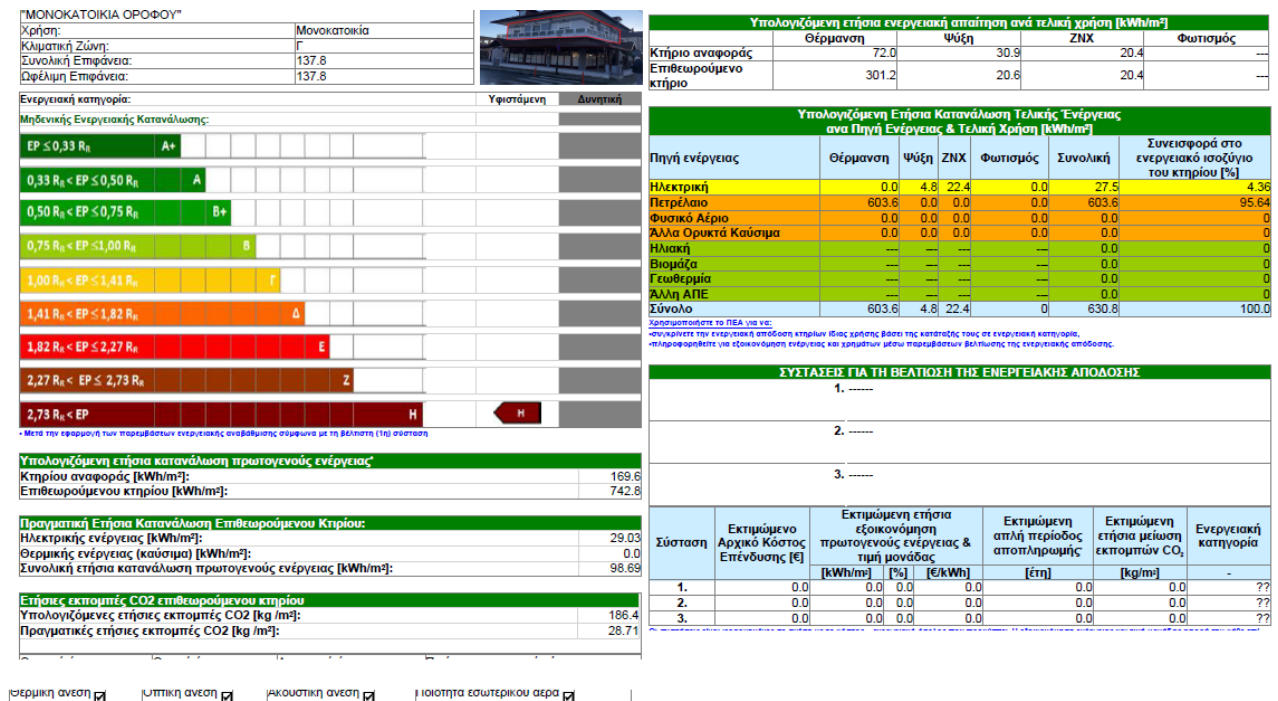 "ΜΟΝΟΚΑΤΟΙΚΙΑ ΟΡΟΦΟΥ"
Χρήση: Μονοκατοικία
Κλιματική Ζώνη: Γ
Συνολική Επιφάνεια: 137.8
Ωφέλιμη Επιφάνεια: 137.8
Ενεργειακή κατηγορία: Υφιστάμενη Δυνητική
Μηδενικής Ενεργειακής Κατανάλωσης:
EP ≤ 0,33 RR A+
0,33 RR < EP ≤ 0,50 RR A
0,50 RR < EP ≤ 0,75 RR B+
0,75 RR < EP ≤1,00 RR B
1,00 RR < EP ≤ 1,41 RR Γ
1,41 RR < EP ≤ 1,82 RR Δ
1,82 RR < EP ≤ 2,27 RR E
2,27 RR < EP ≤ 2,73 RR Z
2,73 RR < EP H H
• Μετά την εφαρμογή των παρεμβάσεων ενεργειακής αναβάθμισης σύμφωνα με τη βέλτιστη (1η) σύσταση
Υπολογιζόμενη ετήσια κατανάλωση πρωτογενούς ενέργειας*
Κτηρίου αναφοράς [kWh/m²]: 169.6
Επιθεωρούμενου κτηρίου [kWh/m²]: 742.8
Πραγματική Ετήσια Κατανάλωση Επιθεωρούμενου Κτιρίου:
Ηλεκτρικής ενέργειας [kWh/m²]: 29.03
Θερμικής ενέργειας (καύσιμα) [kWh/m²]: 0.0
Συνολική ετήσια κατανάλωση πρωτογενούς ενέργειας [kWh/m²]: 98.69
Ετήσιες εκπομπές CO2 επιθεωρούμενου κτηρίου
Υπολογιζόμενες ετήσιες εκπομπές CO2 [kg /m²]: 186.4
Πραγματικές ετήσιες εκπομπές CO2 [kg /m²]: 28.71
Θερμική άνεση Οπτική άνεση Ακουστική άνεση Ποιότητα εσωτερικού αέρα
Υπολογιζόμενη ετήσια ενεργειακή απαίτηση ανά τελική χρήση [kWh/m²]
Θέρμανση Ψύξη ΖΝΧ Φωτισμός
Κτήριο αναφοράς 72.0 30.9 20.4 ---
Επιθεωρούμενο
κτήριο 301.2 20.6 20.4 ---
Υπολογιζόμενη Ετήσια Κατανάλωση Τελικής Ένέργειας
ανα Πηγή Ενέργειας & Τελική Χρήση [kWh/m²]
Πηγή ενέργειας Θέρμανση Ψύξη ΖΝΧ Φωτισμός Συνολική Συνεισφορά στο
ενεργειακό ισοζύγιο
του κτηρίου [%]
Ηλεκτρική 0.0 4.8 22.4 0.0 27.5 4.36
Πετρέλαιο 603.6 0.0 0.0 0.0 603.6 95.64
Φυσικό Αέριο 0.0 0.0 0.0 0.0 0.0 0
Άλλα Ορυκτά Καύσιμα 0.0 0.0 0.0 0.0 0.0 0
Ηλιακή --- --- --- --- 0.0 0
Βιομάζα --- --- --- --- 0.0 0
Γεωθερμία --- --- --- --- 0.0 0
Άλλη ΑΠΕ --- --- --- --- 0.0 0
Σύνολο 603.6 4.8 22.4 0 630.8 100.0
Χρησιμοποιήστε το ΠΕΑ για να:
•συγκρίνετε την ενεργειακή απόδοση κτηρίων ίδιας χρήσης βάσει της κατάταξής τους σε ενεργειακή κατηγορία,
•πληροφορηθείτε για εξοικονόμηση ενέργειας και χρημάτων μέσω παρεμβάσεων βελτίωσης της ενεργειακής απόδοσης.
ΣΥΣΤΑΣΕΙΣ ΓΙΑ ΤΗ ΒΕΛΤΙΩΣΗ ΤΗΣ ΕΝΕΡΓΕΙΑΚΗΣ ΑΠΟΔΟΣΗΣ
1. ------
2. ------
3. ------
Σύσταση Εκτιμώμενο
Αρχικό Κόστος
Επένδυσης [€] Εκτιμώμενη ετήσια
εξοικονόμηση
πρωτογενούς ενέργειας &
τιμή μονάδας Εκτιμώμενη
απλή περίοδος
αποπληρωμής Εκτιμώμενη
ετήσια μείωση
εκπομπών CO₂ Ενεργειακή
κατηγορία
[kWh/m²] [%] [€/kWh] [έτη] [kg/m²] -
1. 0.0 0.0 0.0 0.0 0.0 0.0 ??
2. 0.0 0.0 0.0 0.0 0.0 0.0 ??
3. 0.0 0.0 0.0 0.0 0.0 0.0 ??